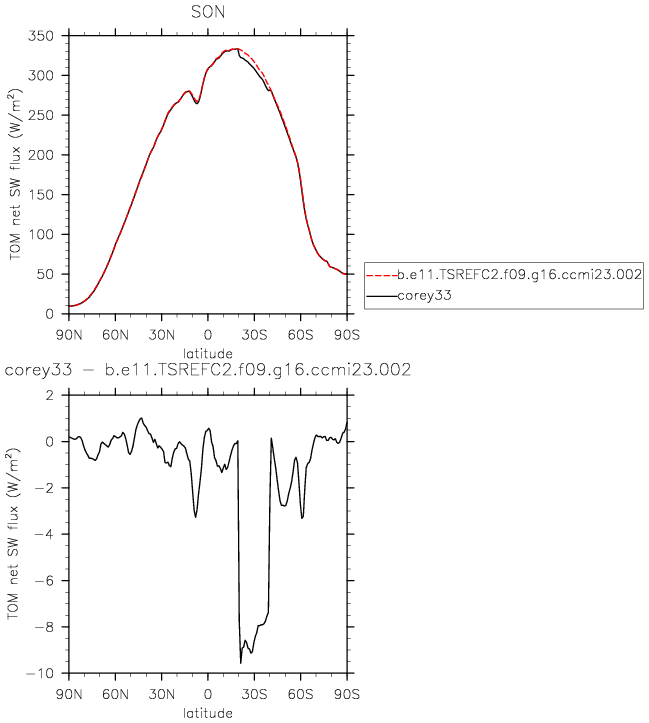 SON
350
300
250
200
150
100
50
0
TOM net SW flux (W/m²)
90N 60N 30N 0 30S 60S 90S
latitude
b.e11.TSREFC2.f09.g16.ccmi23.002
corey33
corey33 − b.e11.TSREFC2.f09.g16.ccmi23.002
2
0
−2
−4
−6
−8
−10
TOM net SW flux (W/m²)
90N 60N 30N 0 30S 60S 90S
latitude